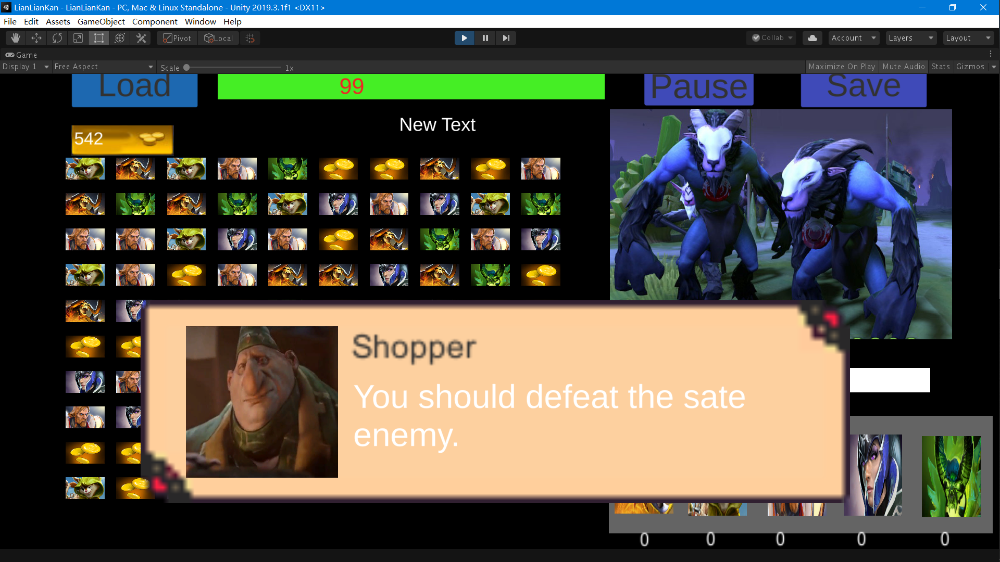 LianLianKan - LianLianKan - PC, Mac & Linux Standalone - Unity 2019.3.1f1 <DX11>
File Edit Assets GameObject Component Window Help
Pivot Local Collab Account Layers Layout
Game
Display 1 Free Aspect Scale 1x Maximize On Play Mute Audio Stats Gizmos
Load 99 Pause Save
New Text
542
Shopper
You should defeat the sate
enemy.
0 0 0 0 0